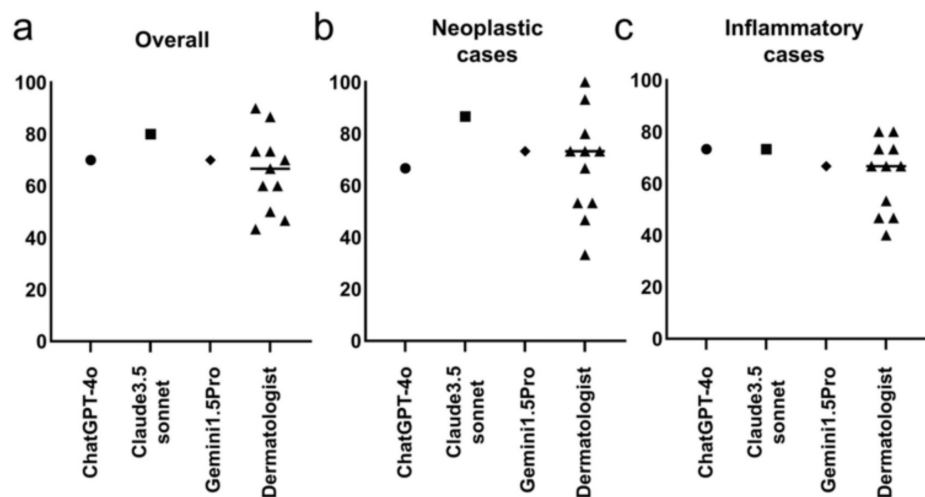 a
Overall
100
80
60
40
20
0
ChatGPT-4o
Claude3.5
sonnet
Gemini1.5Pro
Dermatologist
b
Neoplastic
cases
100
80
60
40
20
0
ChatGPT-4o
Claude3.5
sonnet
Gemini1.5Pro
Dermatologist
c
Inflammatory
cases
100
80
60
40
20
0
ChatGPT-4o
Claude3.5
sonnet
Gemini1.5Pro
Dermatologist